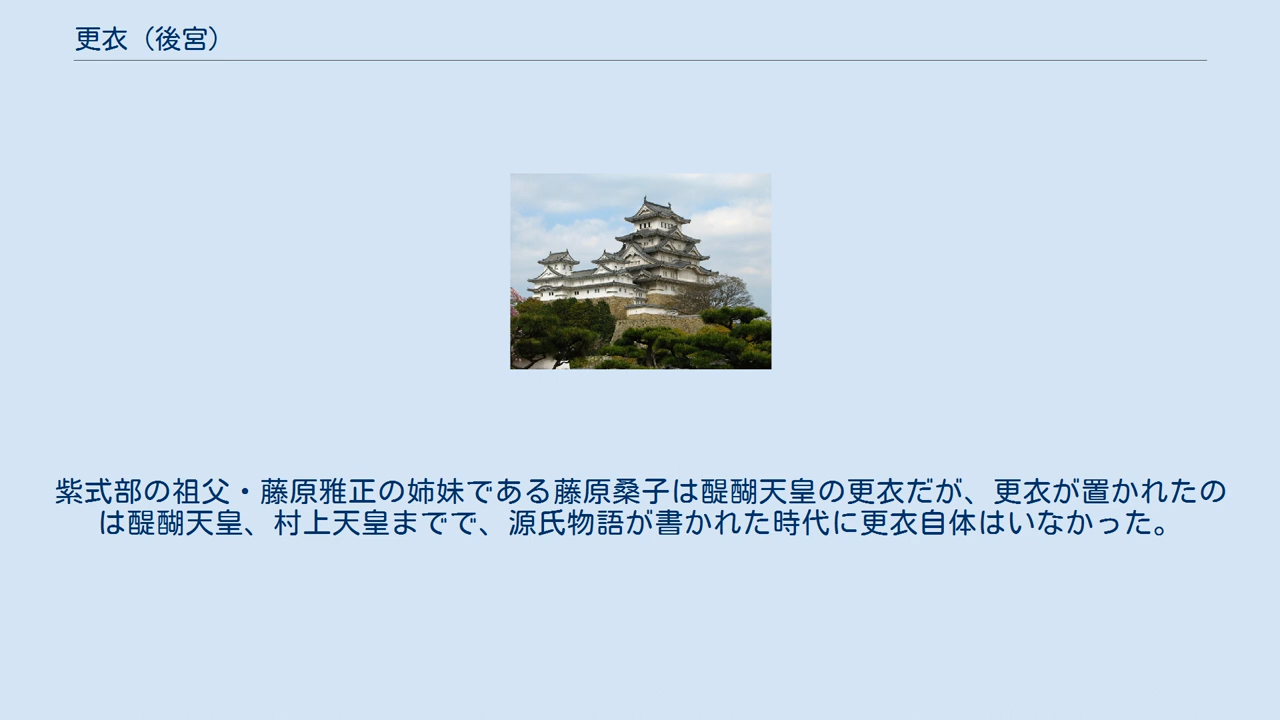 更衣（後宮）
紫式部の祖父・藤原雅正の姉妹である藤原桑子は醍醐天皇の更衣だが、更衣が置かれたの
は醍醐天皇、村上天皇までで、源氏物語が書かれた時代に更衣自体はいなかった。